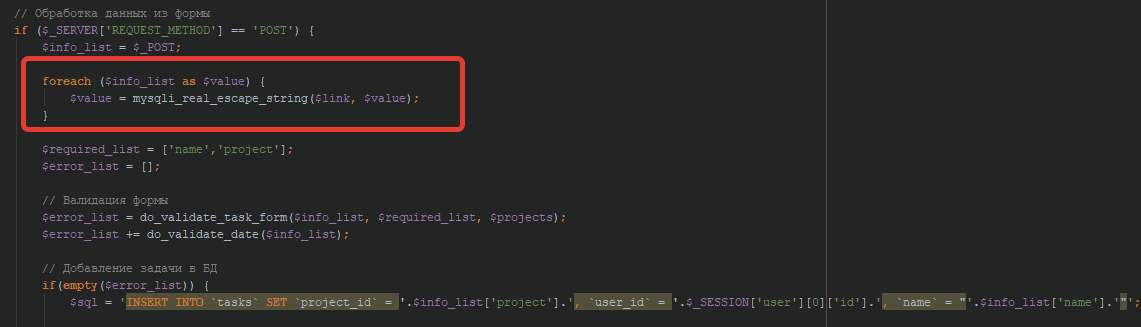 // Обработка данных из формы
if ($_SERVER['REQUEST_METHOD'] == 'POST') {
$info_list = $_POST;
foreach ($info_list as $value) {
$value = mysqli_real_escape_string($link, $value);
}
$required_list = ['name','project'];
$error_list = [];
// Валидация формы
$error_list = do_validate_task_form($info_list, $required_list, $projects);
$error_list += do_validate_date($info_list);
// Добавление задачи в БД
if(empty($error_list)) {
$sql = 'INSERT INTO `tasks` SET `project_id` = '.$info_list['project'].', `user_id` = '.$_SESSION['user'][0]['id'].', `name` = "'.$info_list['name'].'"';